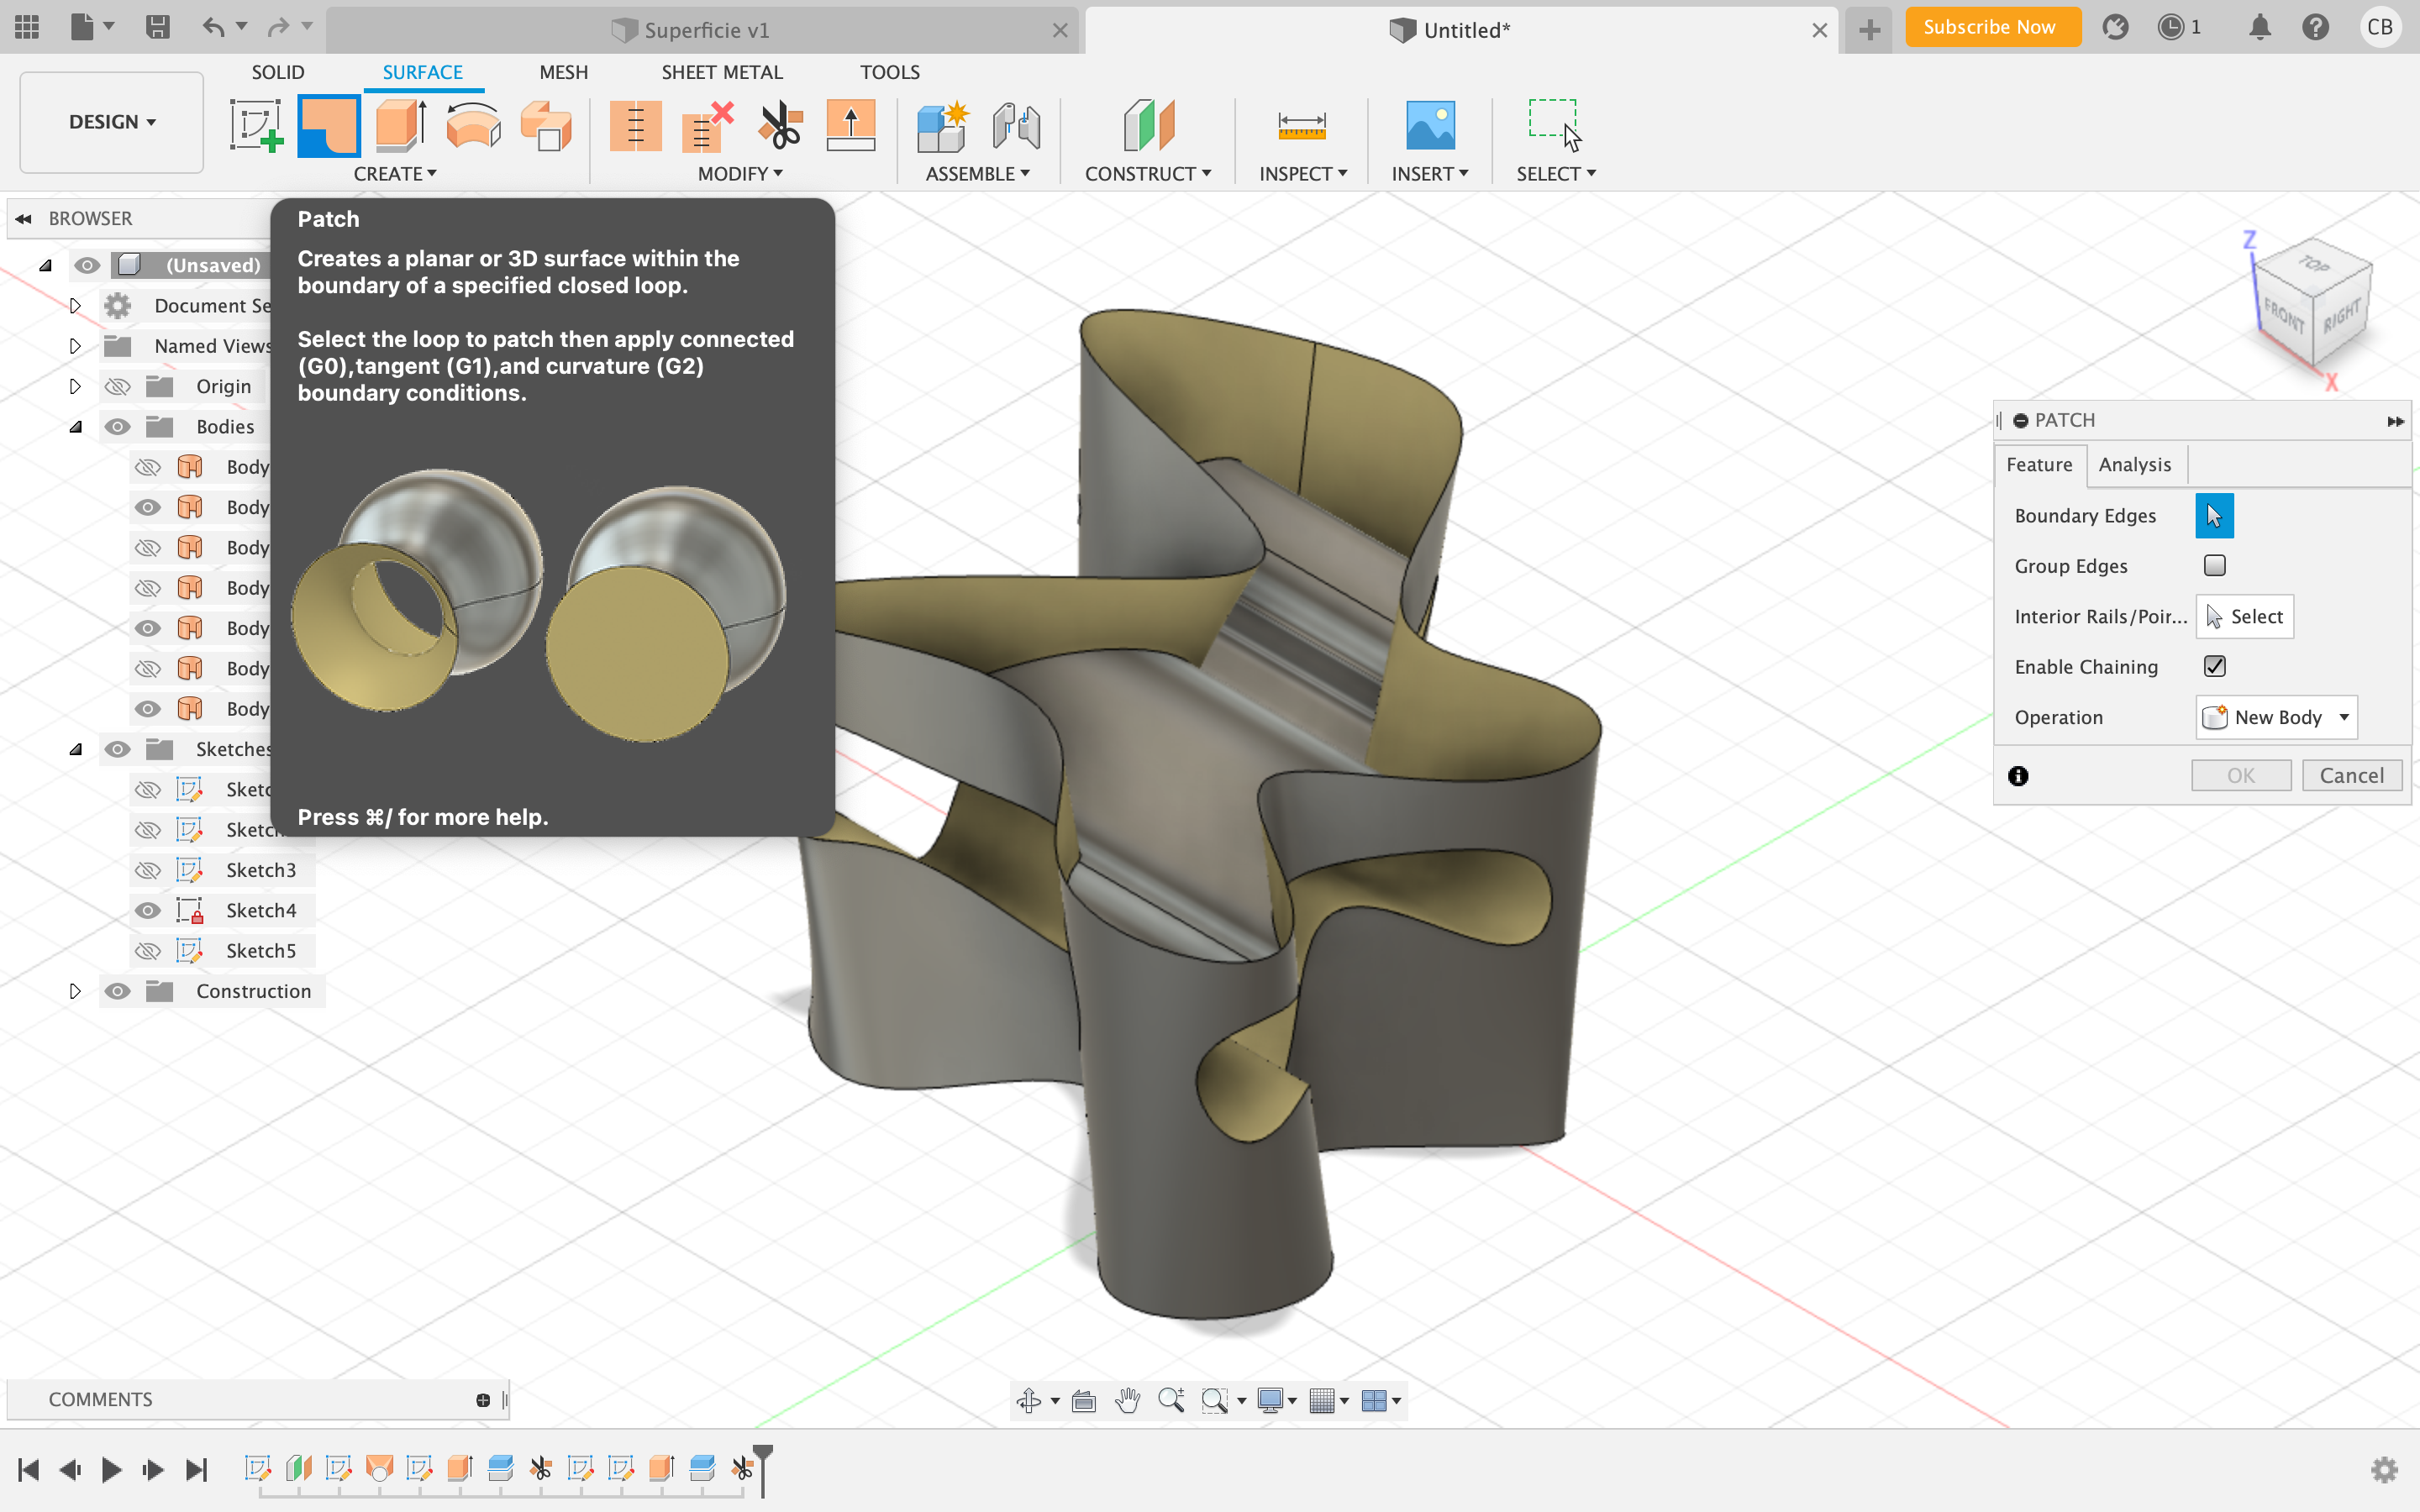 Superficie v1
Untitled*
Subscribe Now
1
CB
DESIGN
SOLID
SURFACE
MESH
SHEET METAL
TOOLS
CREATE
MODIFY
ASSEMBLE
CONSTRUCT
INSPECT
INSERT
SELECT
BROWSER
(Unsaved)
Document Se
Named Views
Origin
Bodies
Body
Body
Body
Body
Body
Body
Body
Sketches
Sketc
Sketch
Sketch3
Sketch4
Sketch5
Construction
Patch
Creates a planar or 3D surface within the
boundary of a specified closed loop.
Select the loop to patch then apply connected
(G0),tangent (G1),and curvature (G2)
boundary conditions.
Press ⌘/ for more help.
Z
TOP
FRONT
RIGHT
X
PATCH
Feature
Analysis
Boundary Edges
Group Edges
Interior Rails/Poir...
Select
Enable Chaining
Operation
New Body
OK
Cancel
COMMENTS